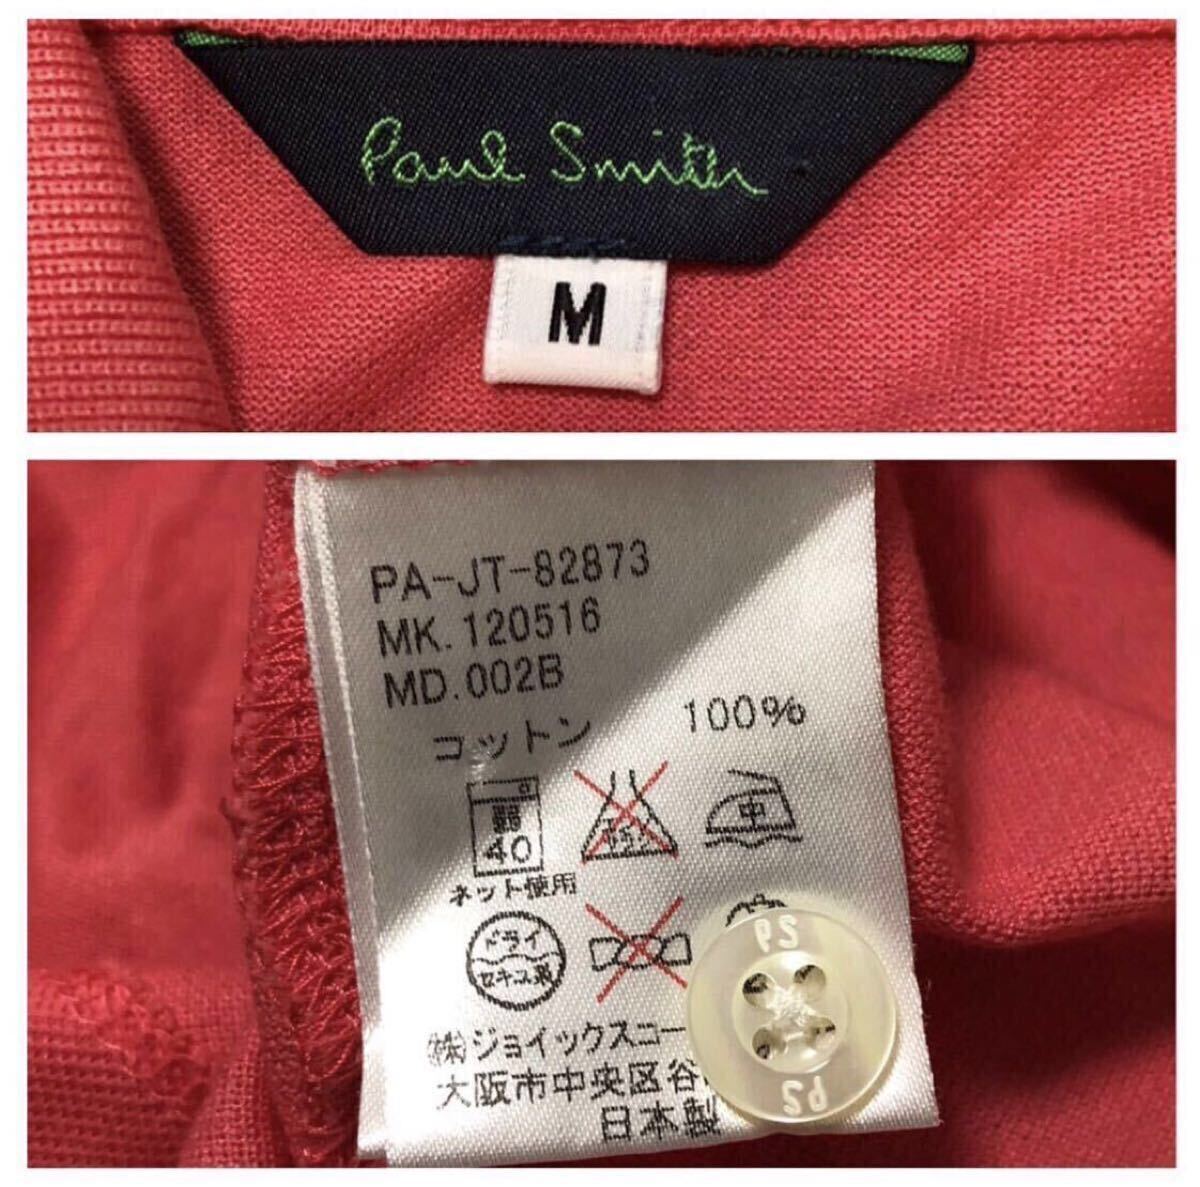 Paul Smith
M
PA-JT-82873
MK.120516
MD.002B
コットン 100%
40
中
ネット使用
ドライ
セキユ系
PS
㈱ジョイックスコー
大阪市中央区谷
日本製
PS